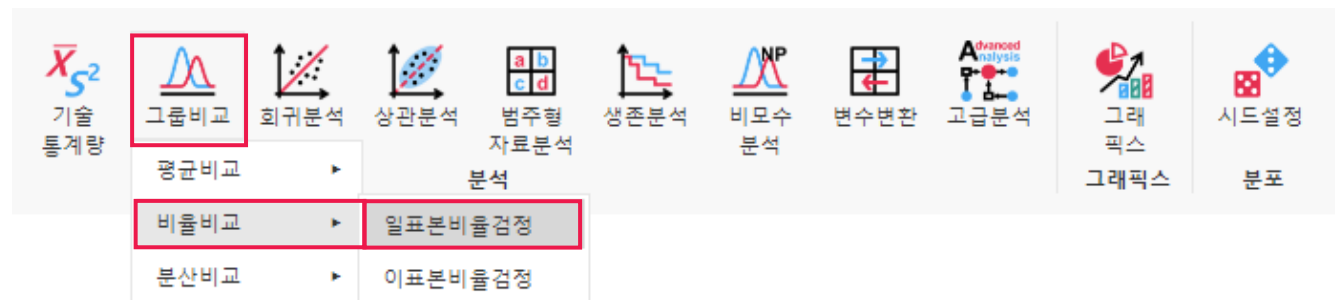 X̄ S²
기술
통계량
그룹비교
회귀분석
상관분석
a b
c d
범주형
자료분석
생존분석
NP
비모수
분석
변수변환
Advanced
Analysis
고급분석
그래
픽스
시드설정
분석
그래픽스
분포
평균비교
비율비교
분산비교
일표본비율검정
이표본비율검정